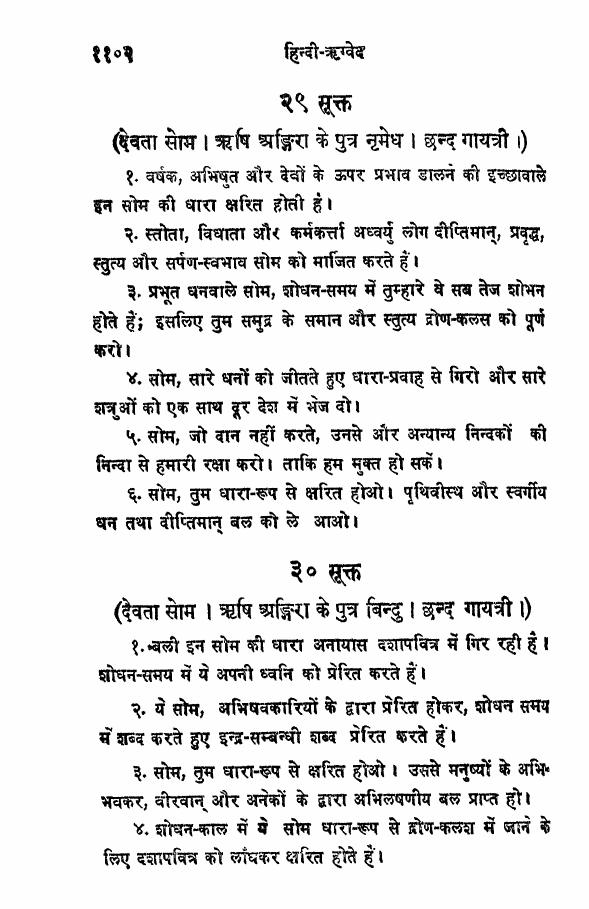 ११०२ हिन्दी-ऋग्वेद
२९ सूक्त
(देवता सोम । ऋषि अङ्गिरा के पुत्र नृमेध । छन्द गायत्री ।)
१. वर्षक, अभिषुत और देवों के ऊपर प्रभाव डालने की इच्छावाले
इन सोम की धारा क्षरित होती है।
२. स्तोता, विधाता और कर्मकर्त्ता अध्वर्यु लोग दीप्तिमान्, प्रवृद्ध,
स्तुत्य और सर्पण-स्वभाव सोम को मार्जित करते हैं।
३. प्रभूत धनवाले सोम, शोधन-समय में तुम्हारे वे सब तेज शोभन
होते हैं; इसलिए तुम समुद्र के समान और स्तुत्य द्रोण-कलस को पूर्ण
करो।
४. सोम, सारे धनों को जीतते हुए धारा-प्रवाह से गिरो और सारे
शत्रुओं को एक साथ दूर देश में भेज दो।
५. सोम, जो दान नहीं करते, उनसे और अन्यान्य निन्दकों की
निन्दा से हमारी रक्षा करो। ताकि हम मुक्त हो सकें।
६. सोम, तुम धारा-रूप से क्षरित होओ। पृथिवीस्थ और स्वर्गीय
धन तथा दीप्तिमान् बल को ले आओ।
३० सूक्त
(देवता सोम । ऋषि अङ्गिरा के पुत्र बिन्दु । छन्द गायत्री ।)
१. बली इन सोम की धारा अनायास दशापवित्र में गिर रही है।
शोधन-समय में ये अपनी ध्वनि को प्रेरित करते हैं।
२. ये सोम, अभिषवकारियों के द्वारा प्रेरित होकर, शोधन समय
में शब्द करते हुए इन्द्र-सम्बन्धी शब्द प्रेरित करते हैं।
३. सोम, तुम धारा-रूप से क्षरित होओ। उससे मनुष्यों के अभि-
भवकर, वीरवान् और अनेकों के द्वारा अभिलषणीय बल प्राप्त हो।
४. शोधन-काल में ये सोम धारा-रूप से द्रोण-कलश में जाने के
लिए दशापवित्र को लाँघकर क्षरित होते हैं।